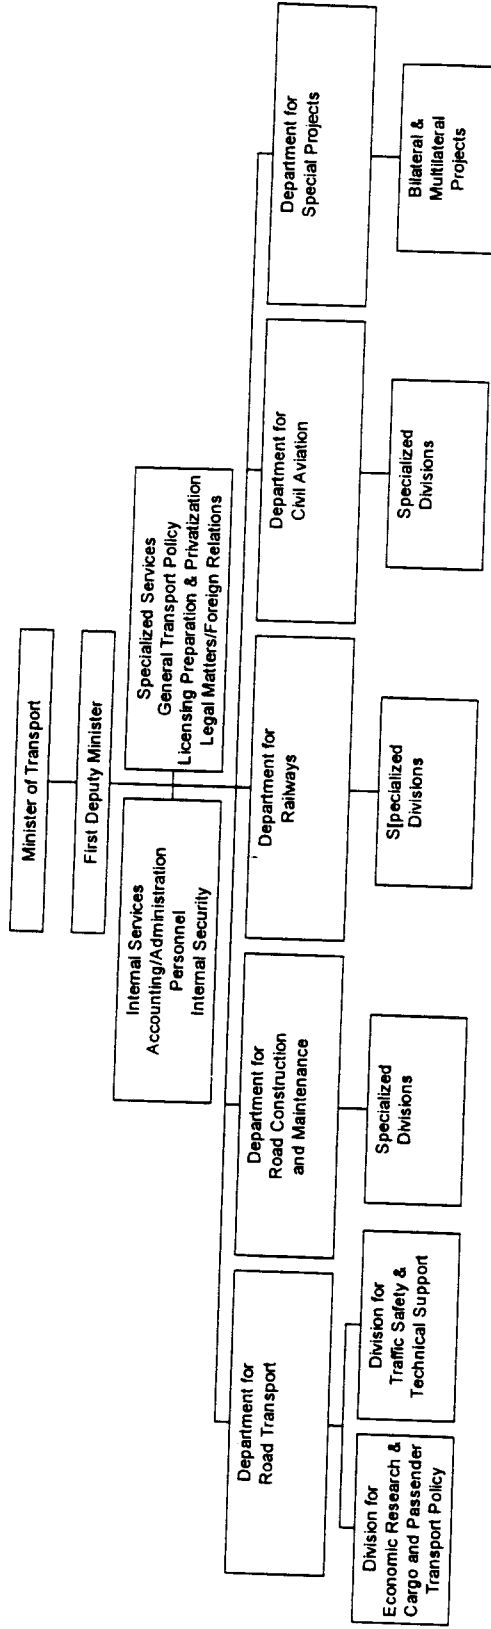 Minister of Transport
First Deputy Minister
Internal Services
Accounting/Administration
Personnel
Internal Security
Specialized Services
General Transport Policy
Licensing Preparation & Privatization
Legal Matters/Foreign Relations
Department for
Road Transport
Department for
Road Construction
and Maintenance
Department for
Railways
Department for
Civil Aviation
Department for
Special Projects
Division for
Economic Research &
Cargo and Passender
Transport Policy
Division for
Traffic Safety &
Technical Support
Specialized
Divisions
S[pecialized
Divisions
Specialized
Divisions
Bilateral &
Multilateral
Projects